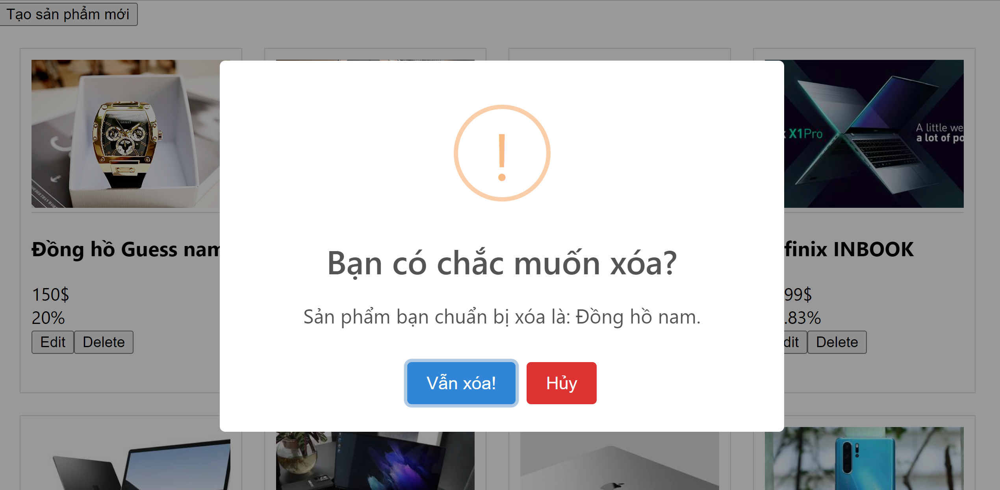 Tạo sản phẩm mới
GUESS
X1Pro
A little we
a lot of po
Đồng hồ Guess nam
finix INBOOK
Bạn có chắc muốn xóa?
150$
99$
Sản phẩm bạn chuẩn bị xóa là: Đồng hồ nam.
20%
.83%
Edit
Delete
dit
Delete
Vẫn xóa!
Hủy